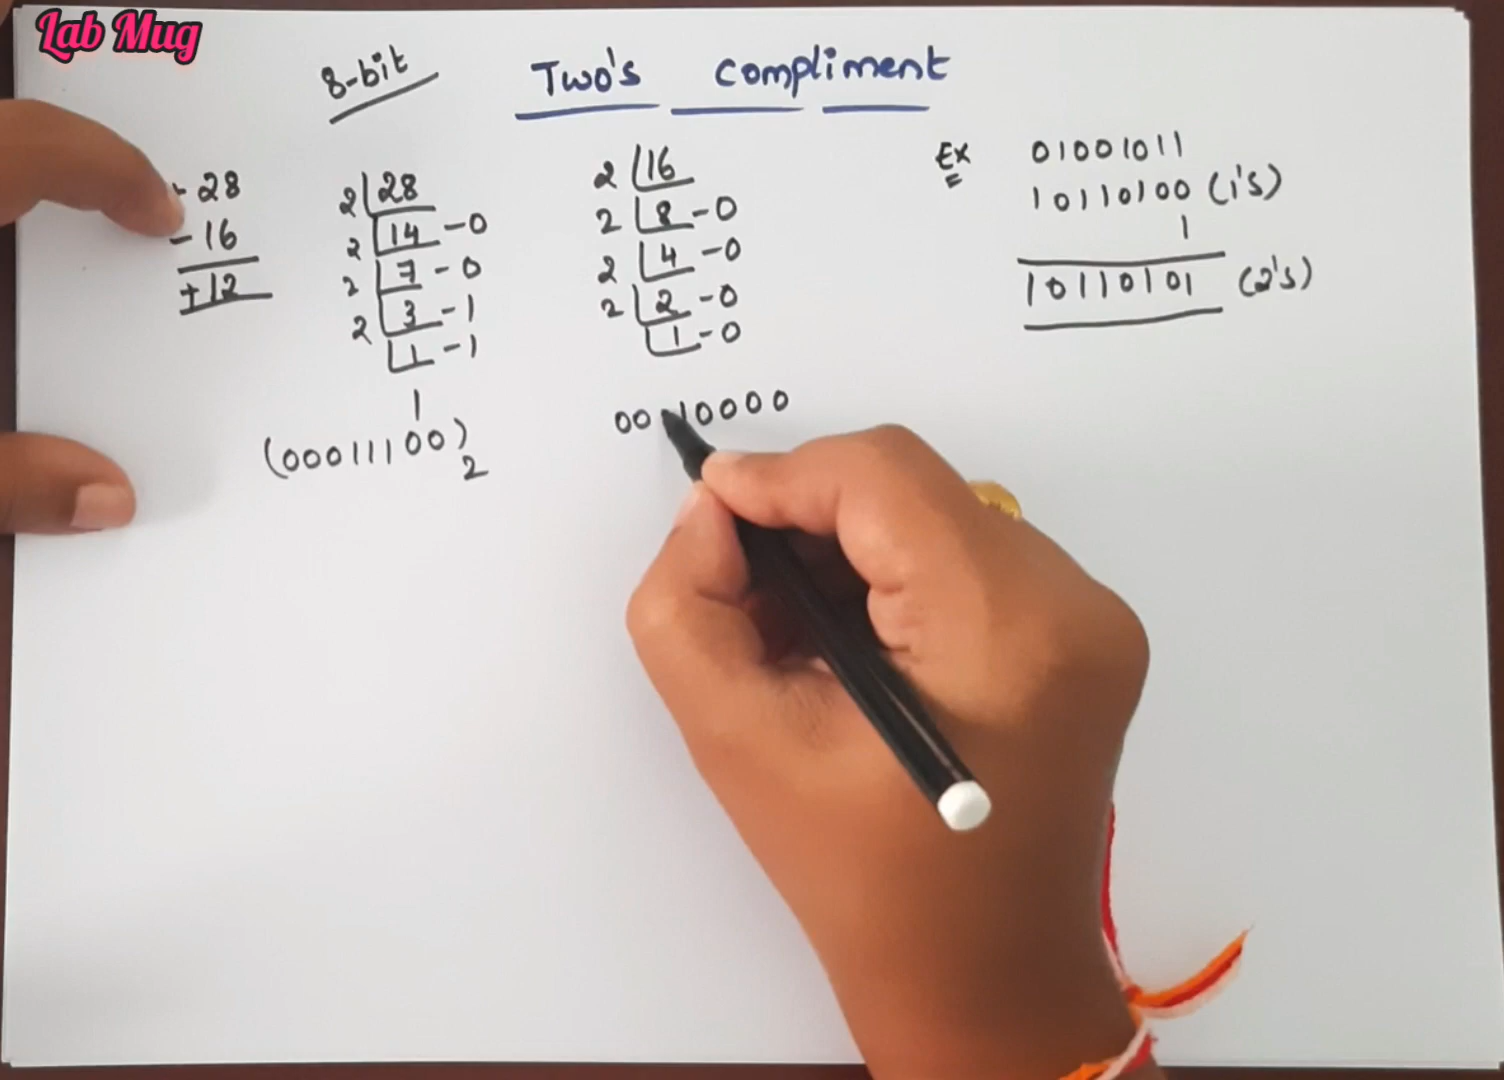 Lab Mug
8-bit Two's compliment
28
- 16
+12
2 28
2 14 - 0
2 7 - 0
2 3 - 1
1 - 1
1
(00011100)2
2 16
2 8 - 0
2 4 - 0
2 2 - 0
1 - 0
00 10000
Ex 01001011
10110100 (1's)
1
10110101 (2's)